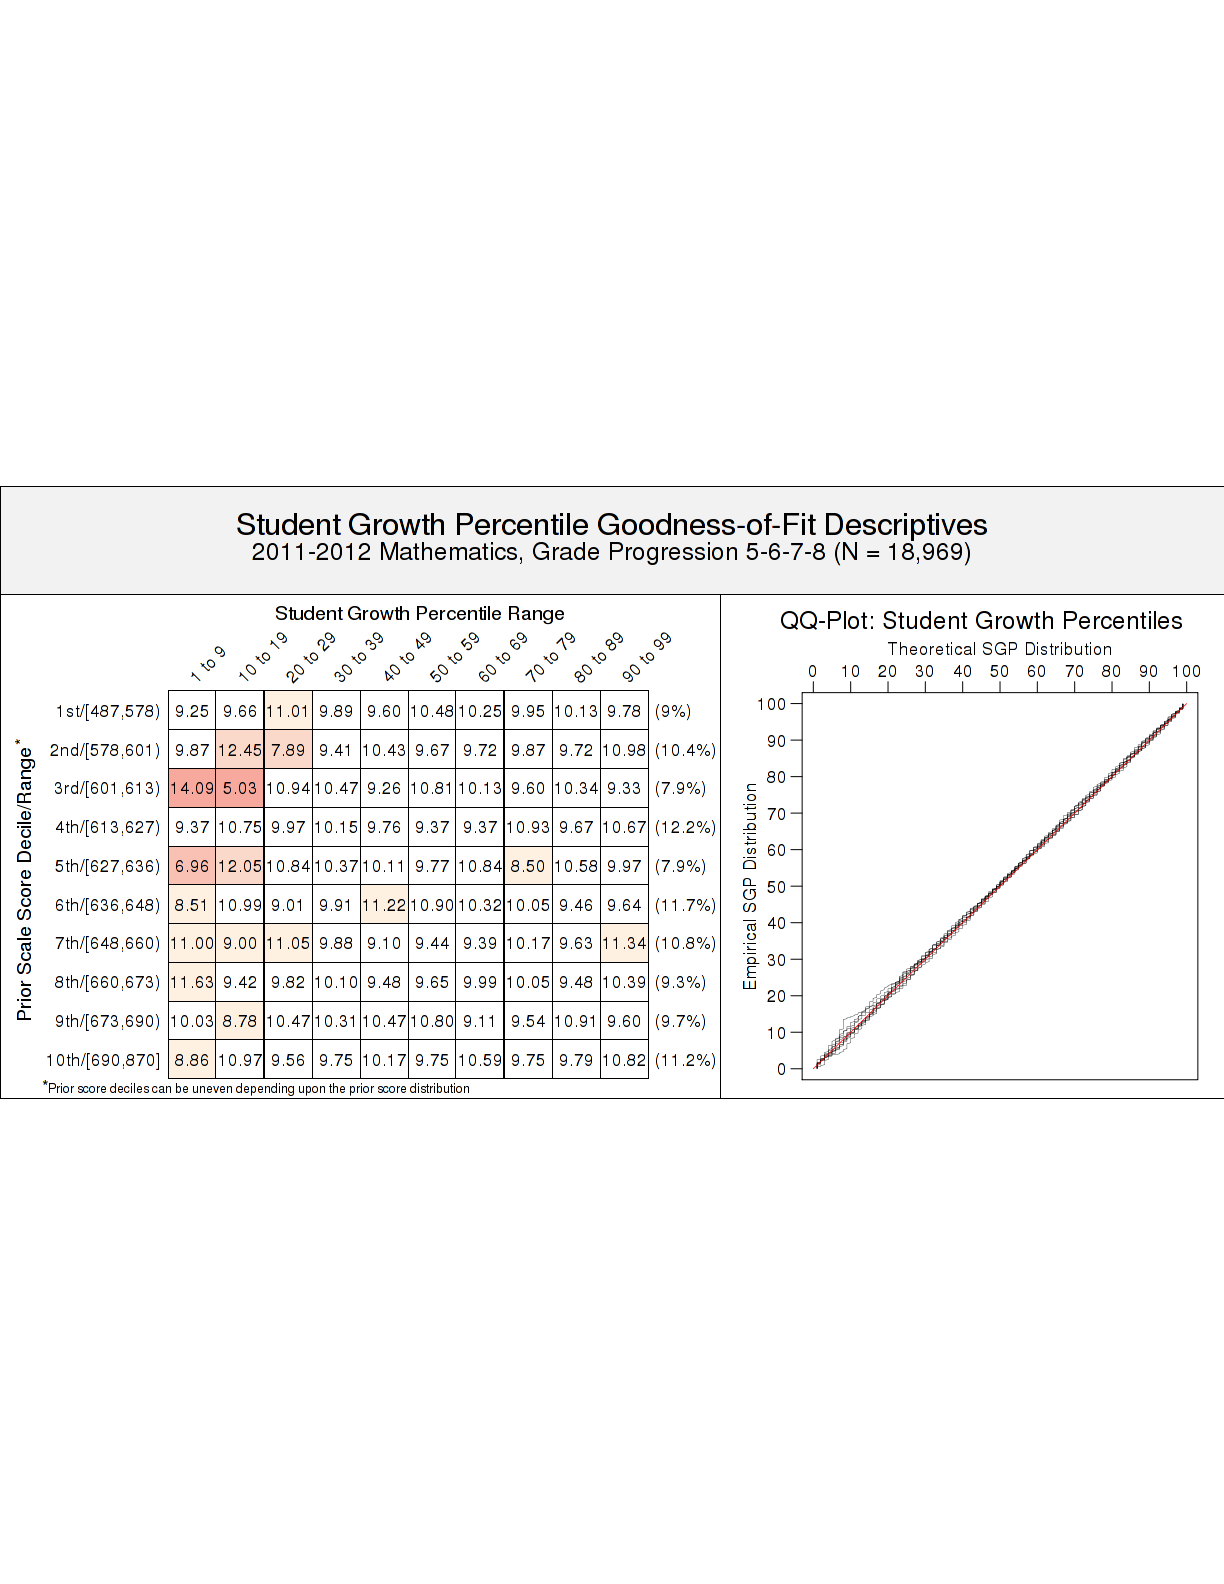 Student Growth Percentile Goodness-of-Fit Descriptives
2011-2012 Mathematics, Grade Progression 5-6-7-8 (N = 18,969)
Student Growth Percentile Range
1 to 9 10 to 19 20 to 29 30 to 39 40 to 49 50 to 59 60 to 69 70 to 79 80 to 89 90 to 99
Prior Scale Score Decile/Range*
1st/[487,578) 9.25 9.66 11.01 9.89 9.60 10.48 10.25 9.95 10.13 9.78 (9%)
2nd/[578,601) 9.87 12.45 7.89 9.41 10.43 9.67 9.72 9.87 9.72 10.98 (10.4%)
3rd/[601,613) 14.09 5.03 10.94 10.47 9.26 10.81 10.13 9.60 10.34 9.33 (7.9%)
4th/[613,627) 9.37 10.75 9.97 10.15 9.76 9.37 9.37 10.93 9.67 10.67 (12.2%)
5th/[627,636) 6.96 12.05 10.84 10.37 10.11 9.77 10.84 8.50 10.58 9.97 (7.9%)
6th/[636,648) 8.51 10.99 9.01 9.91 11.22 10.90 10.32 10.05 9.46 9.64 (11.7%)
7th/[648,660) 11.00 9.00 11.05 9.88 9.10 9.44 9.39 10.17 9.63 11.34 (10.8%)
8th/[660,673) 11.63 9.42 9.82 10.10 9.48 9.65 9.99 10.05 9.48 10.39 (9.3%)
9th/[673,690) 10.03 8.78 10.47 10.31 10.47 10.80 9.11 9.54 10.91 9.60 (9.7%)
10th/[690,870] 8.86 10.97 9.56 9.75 10.17 9.75 10.59 9.75 9.79 10.82 (11.2%)
*Prior score deciles can be uneven depending upon the prior score distribution
QQ-Plot: Student Growth Percentiles
Theoretical SGP Distribution
0 10 20 30 40 50 60 70 80 90 100
Empirical SGP Distribution
100
90
80
70
60
50
40
30
20
10
0